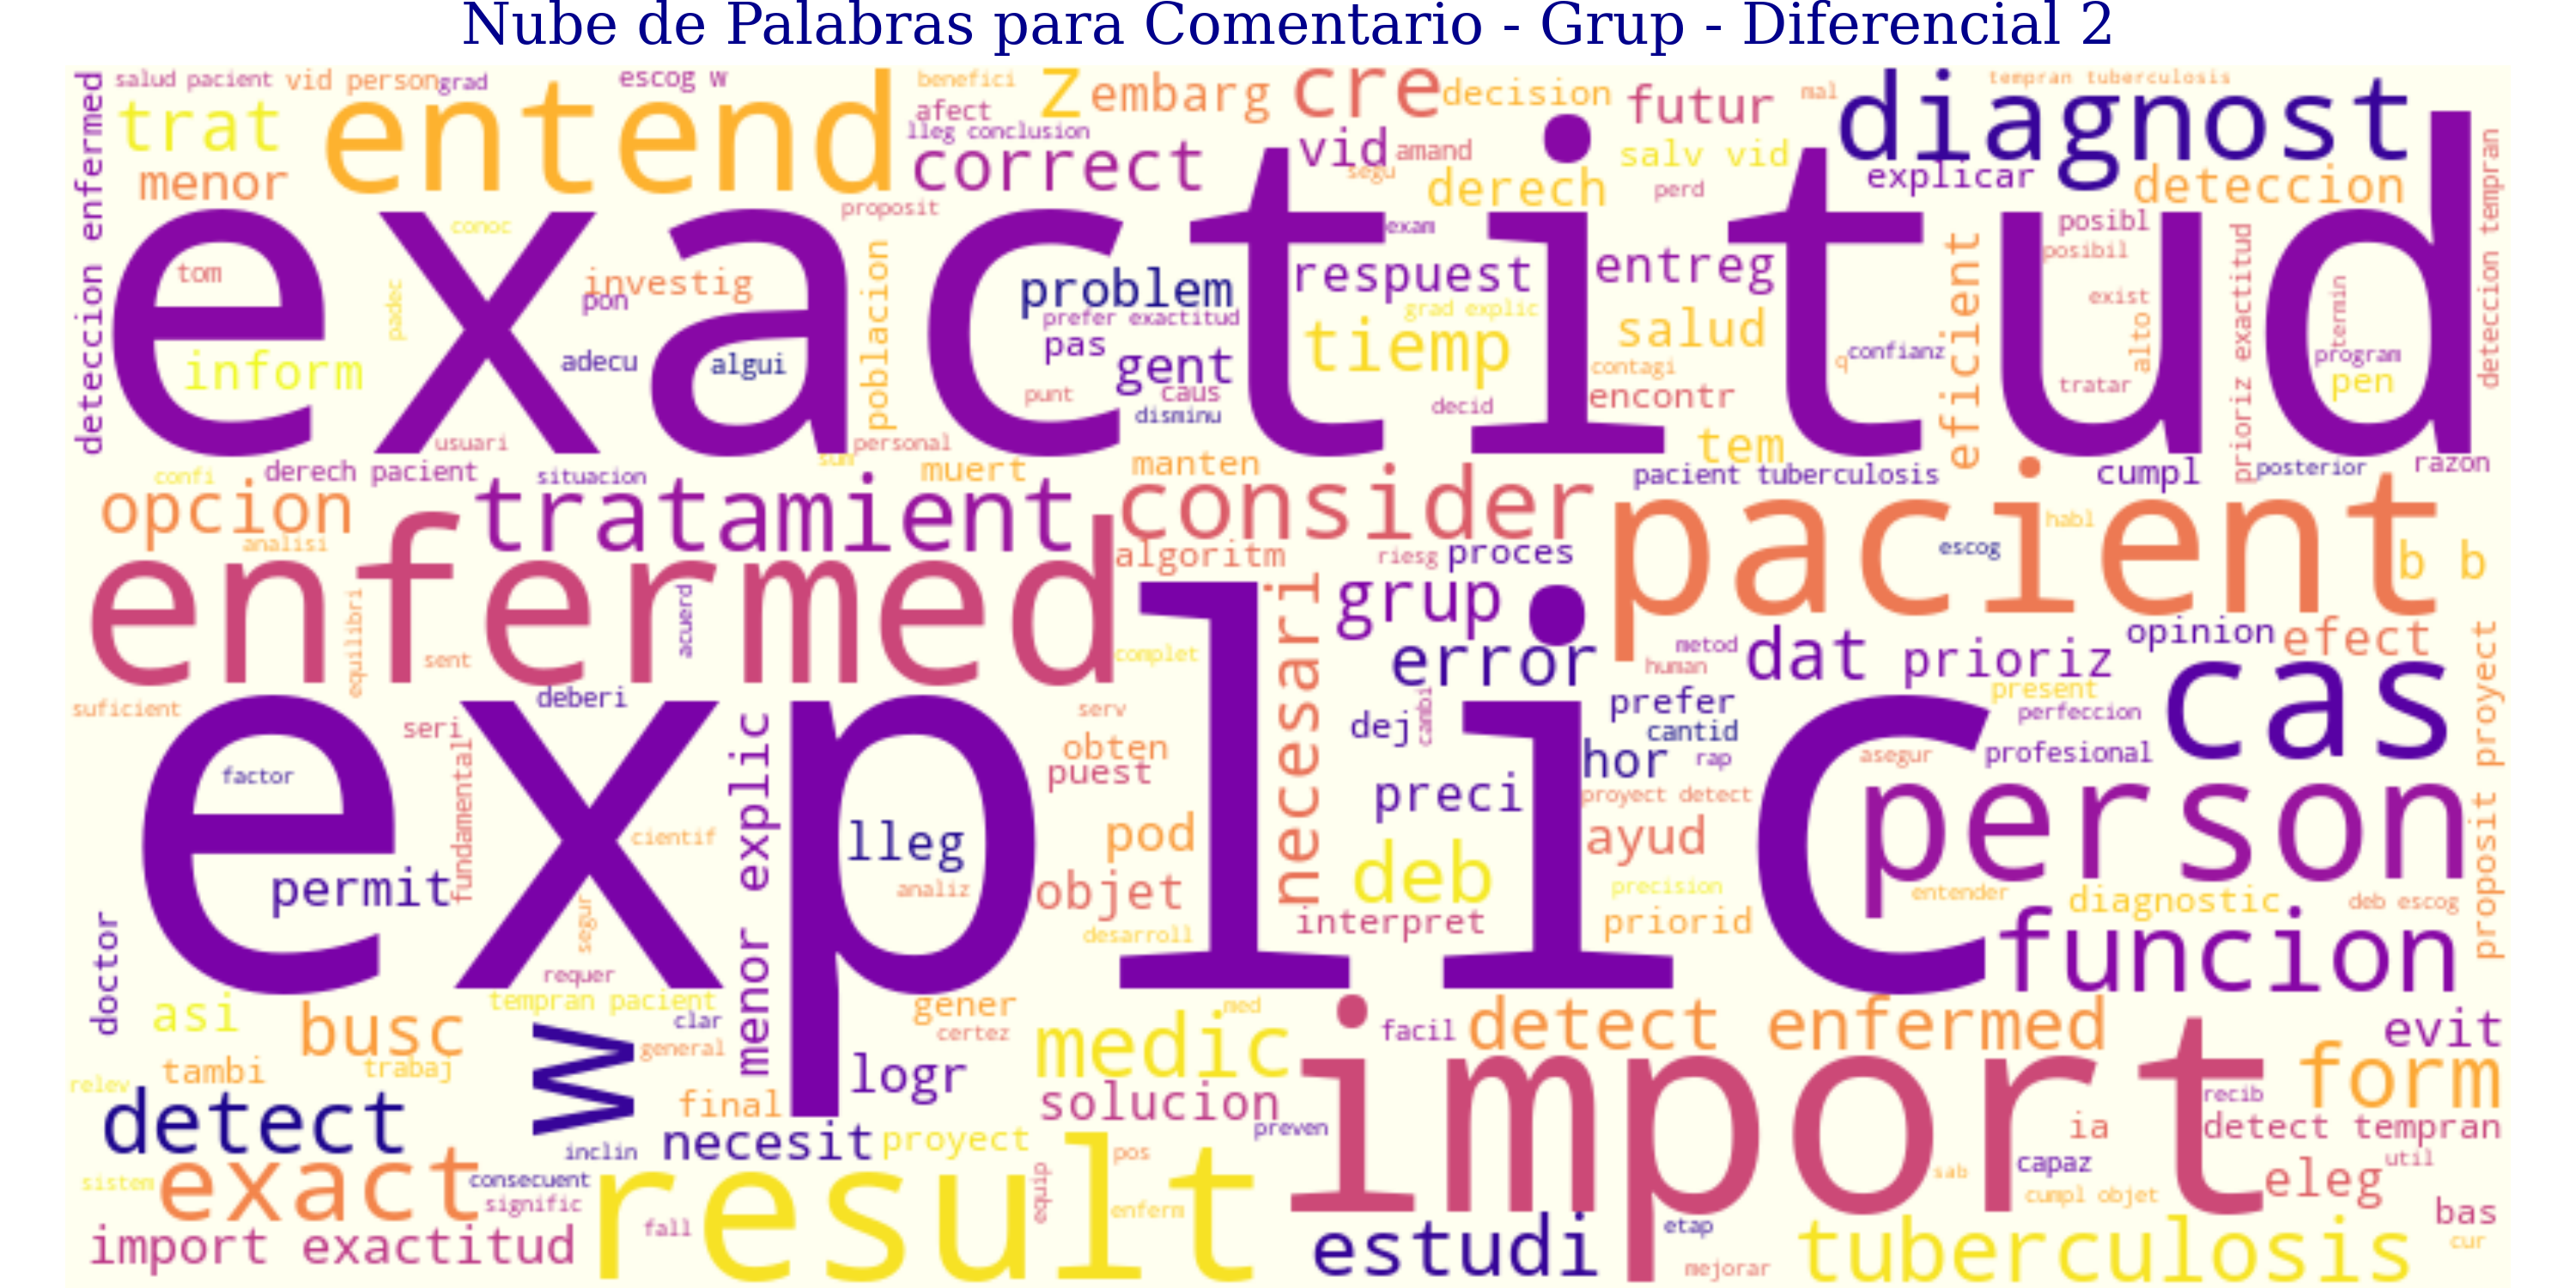 Nube de Palabras para Comentario - Grup - Diferencial 2
salud pacient
vid person
grad
escog w
benefici
z
embarg
cre
decision
futur
mal
diagnost
tempran tuberculosis
deteccion enfermed
trat
entend
afect
lleg conclusion
correct
vid
amand
segu
salv vid
explicar
deteccion
menor
derech
perd
proposit
exactitud
conoc
exam
posibl
posibil
deteccion tempran
tom
investig
pon
padec
poblacion
problem
prefer exactitud
respuest
grad explic
entreg
eficient
exist
alto
prioriz exactitud
termin
program
pen
inform
adecu
algui
pas
gent
caus
disminu
punt
tiemp
decid
salud
contagi
encontr
q
confianz
tratar
usuari
personal
sum
tem
confi
derech pacient
situacion
muert
manten
pacient tuberculosis
cumpl
posterior
razon
opcion
analisi
tratamient
consider
pacient
habl
escog
b b
enfermed
algoritm
riesg
proces
equilibri
acuerd
sent
complet
necesari
grup
error
metod
human
dat
prioriz
opinion
efect
cas
proposit proyect
suficient
deberi
seri
explic
factor
fundamental
cientif
menor explic
lleg
analiz
serv
obten
puest
pod
objet
desarroll
dej
cambi
prefer
cantid
hor
rap
preci
proyect detect
ayud
deb
precision
interpret
priorid
present
perfeccion
asegur
profesional
person
entender
diagnostic
deb escog
permit
segur
requer
doctor
funcion
asi
busc
tempran pacient
clar
general
w
gener
certez
med
medic
facil
detect enfermed
evit
tambi
trabaj
relev
logr
final
solucion
import
form
recib
detect
inclin
necesit
proyect
preven
pos
ia
detect tempran
capaz
util
sab
eleg
sistem
exact
consecuent
signific
result
equip
enferm
cumpl objet
bas
import exactitud
fall
estudi
etap
mejorar
tuberculosis
cur